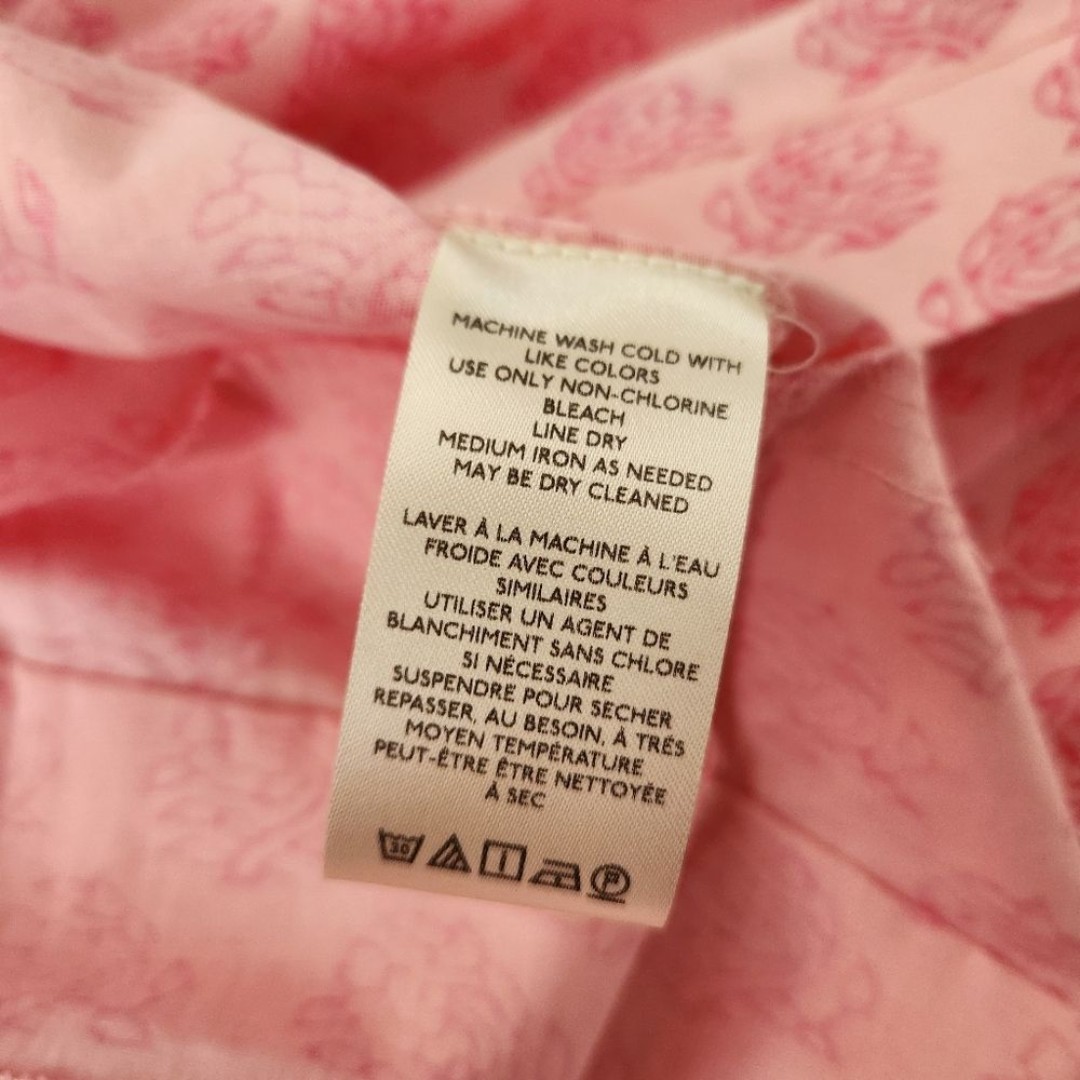 MACHINE WASH COLD WITH
LIKE COLORS
USE ONLY NON-CHLORINE
BLEACH
LINE DRY
MEDIUM IRON AS NEEDED
MAY BE DRY CLEANED
LAVER À LA MACHINE À L'EAU
FROIDE AVEC COULEURS
SIMILAIRES
UTILISER UN AGENT DE
BLANCHIMENT SANS CHLORE
SI NÉCESSAIRE
SUSPENDRE POUR SECHER
REPASSER, AU BESOIN, À TRÉS
MOYEN TEMPÉRATURE
PEUT-ÊTRE ÊTRE NETTOYÉE
À SEC
30 P